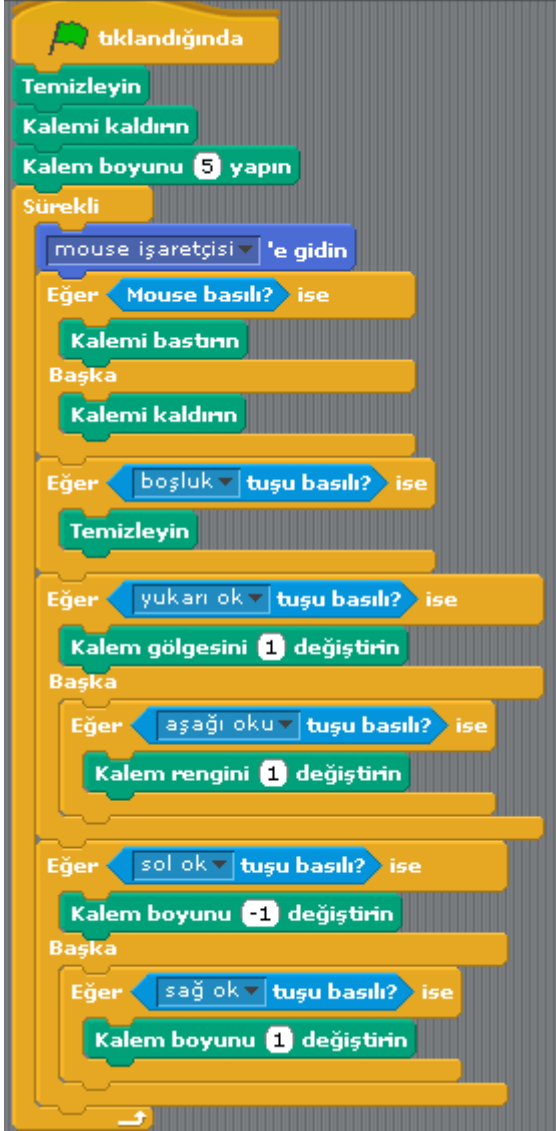 tıklandığında
Temizleyin
Kalemi kaldırın
Kalem boyunu 5 yapın
Sürekli
mouse işaretçisi 'e gidin
Eğer Mouse basılı? ise
Kalemi bastırın
Başka
Kalemi kaldırın
Eğer boşluk tuşu basılı? ise
Temizleyin
Eğer yukarı ok tuşu basılı? ise
Kalem gölgesini 1 değiştirin
Başka
Eğer aşağı oku tuşu basılı? ise
Kalem rengini 1 değiştirin
Eğer sol ok tuşu basılı? ise
Kalem boyunu -1 değiştirin
Başka
Eğer sağ ok tuşu basılı? ise
Kalem boyunu 1 değiştirin